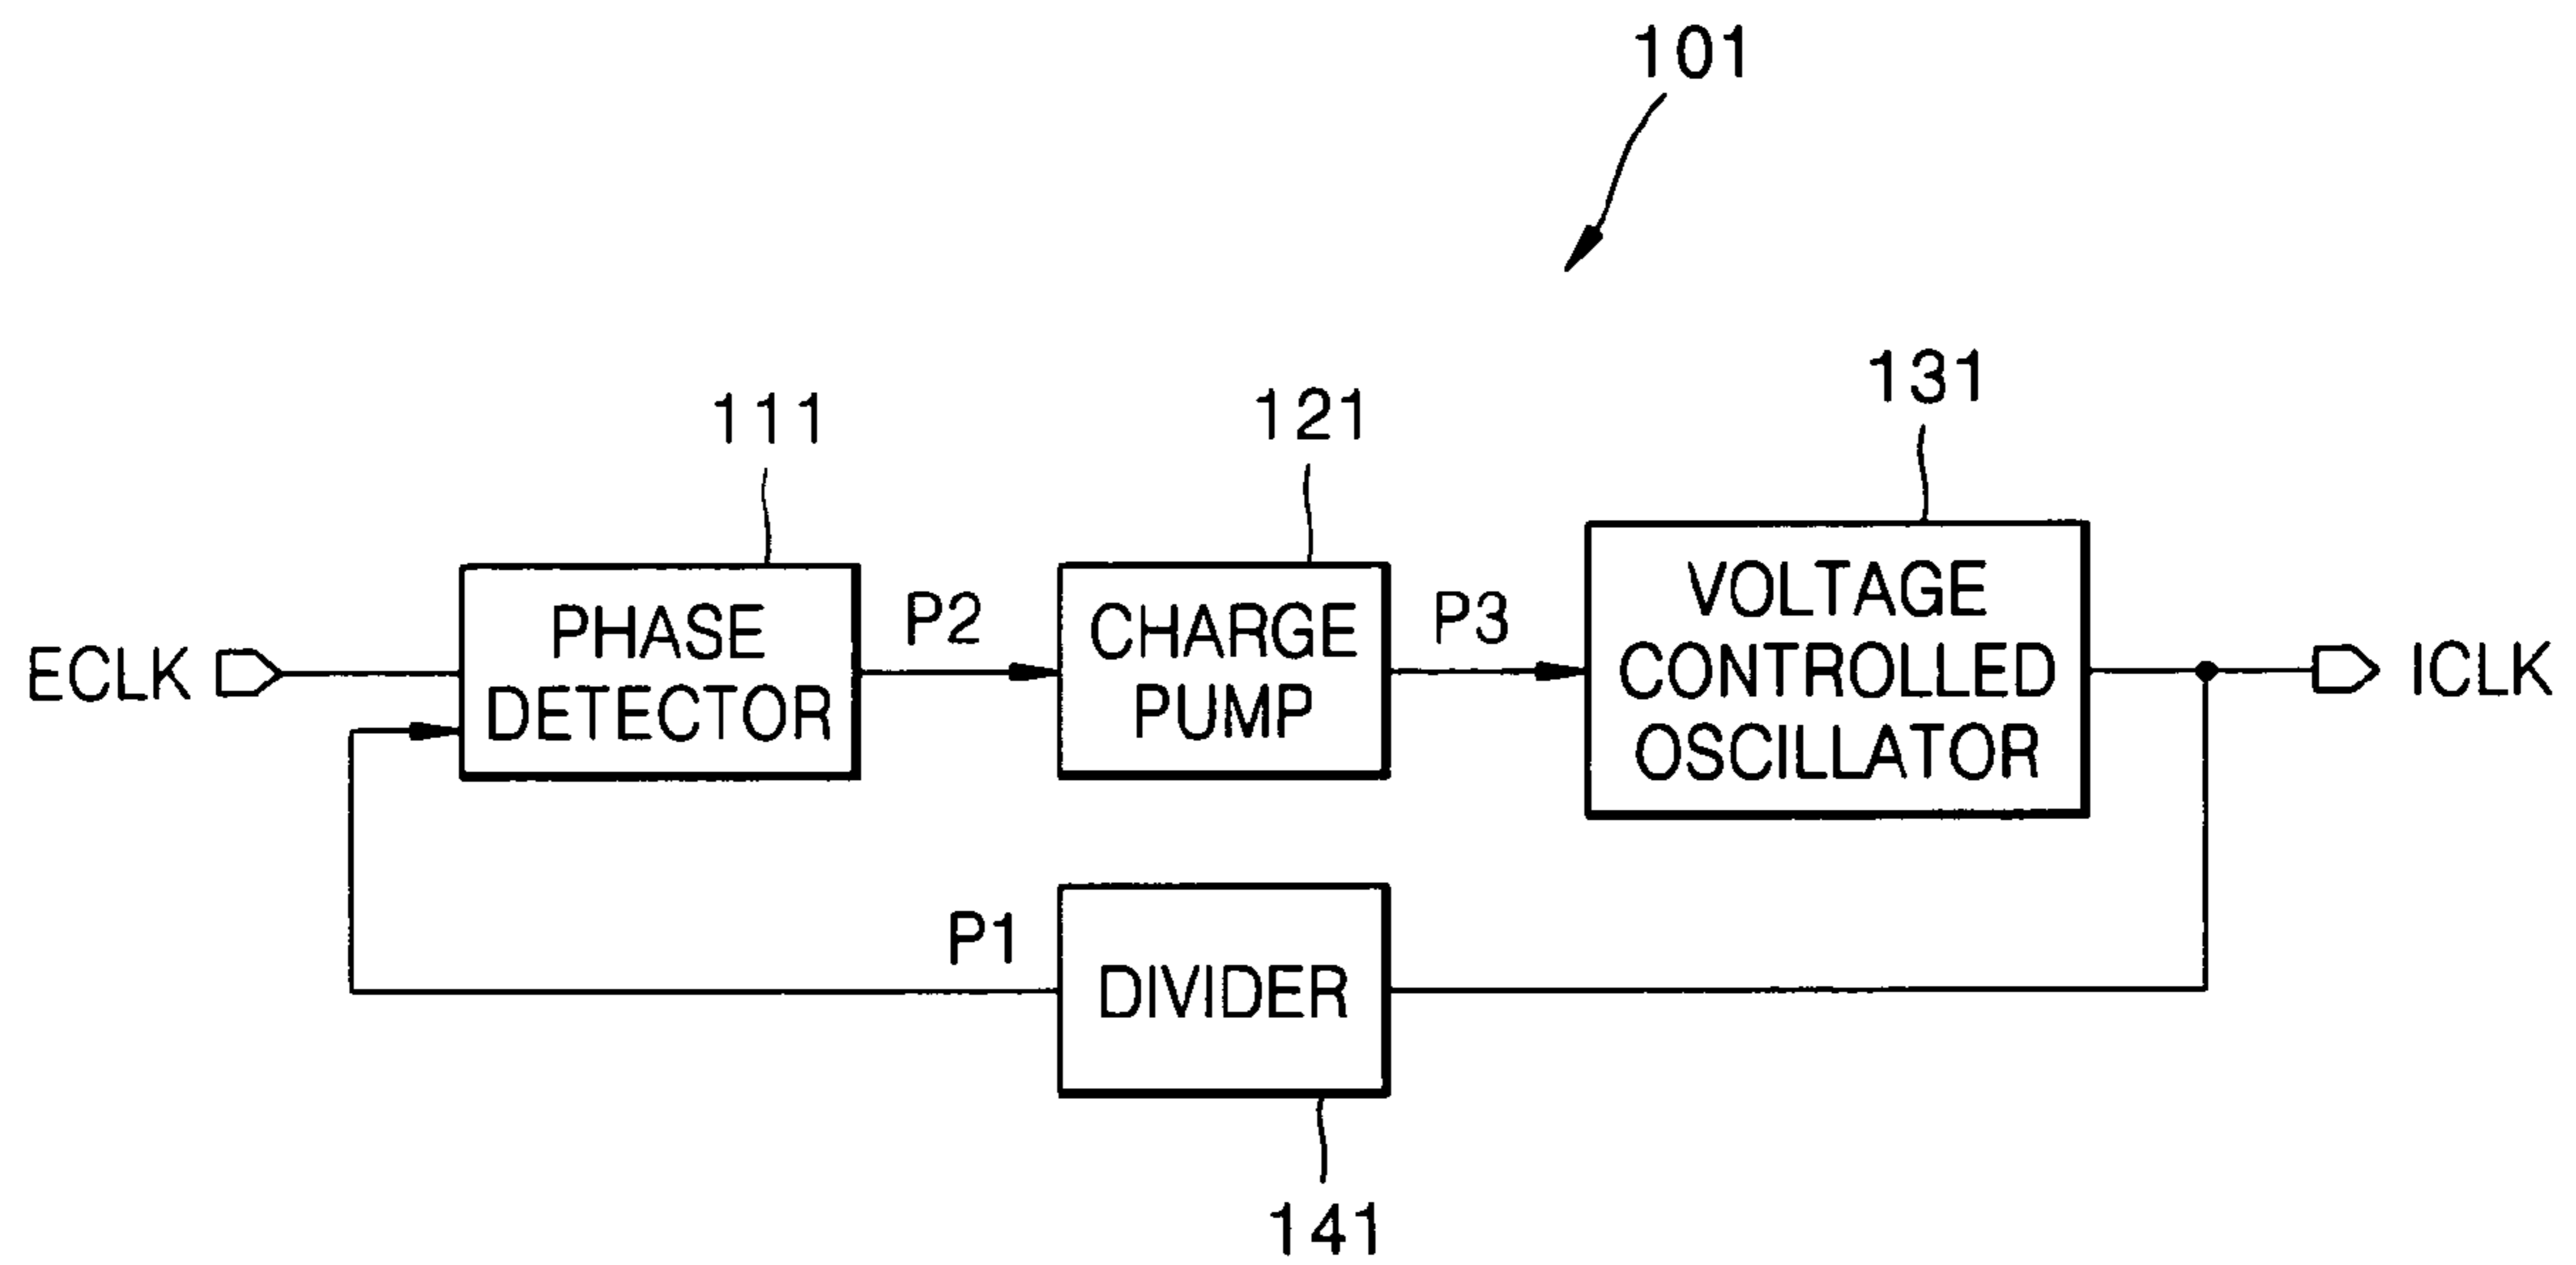 101
111
121
131
ECLK
PHASE
DETECTOR
P2
CHARGE
PUMP
P3
VOLTAGE
CONTROLLED
OSCILLATOR
ICLK
P1
DIVIDER
141